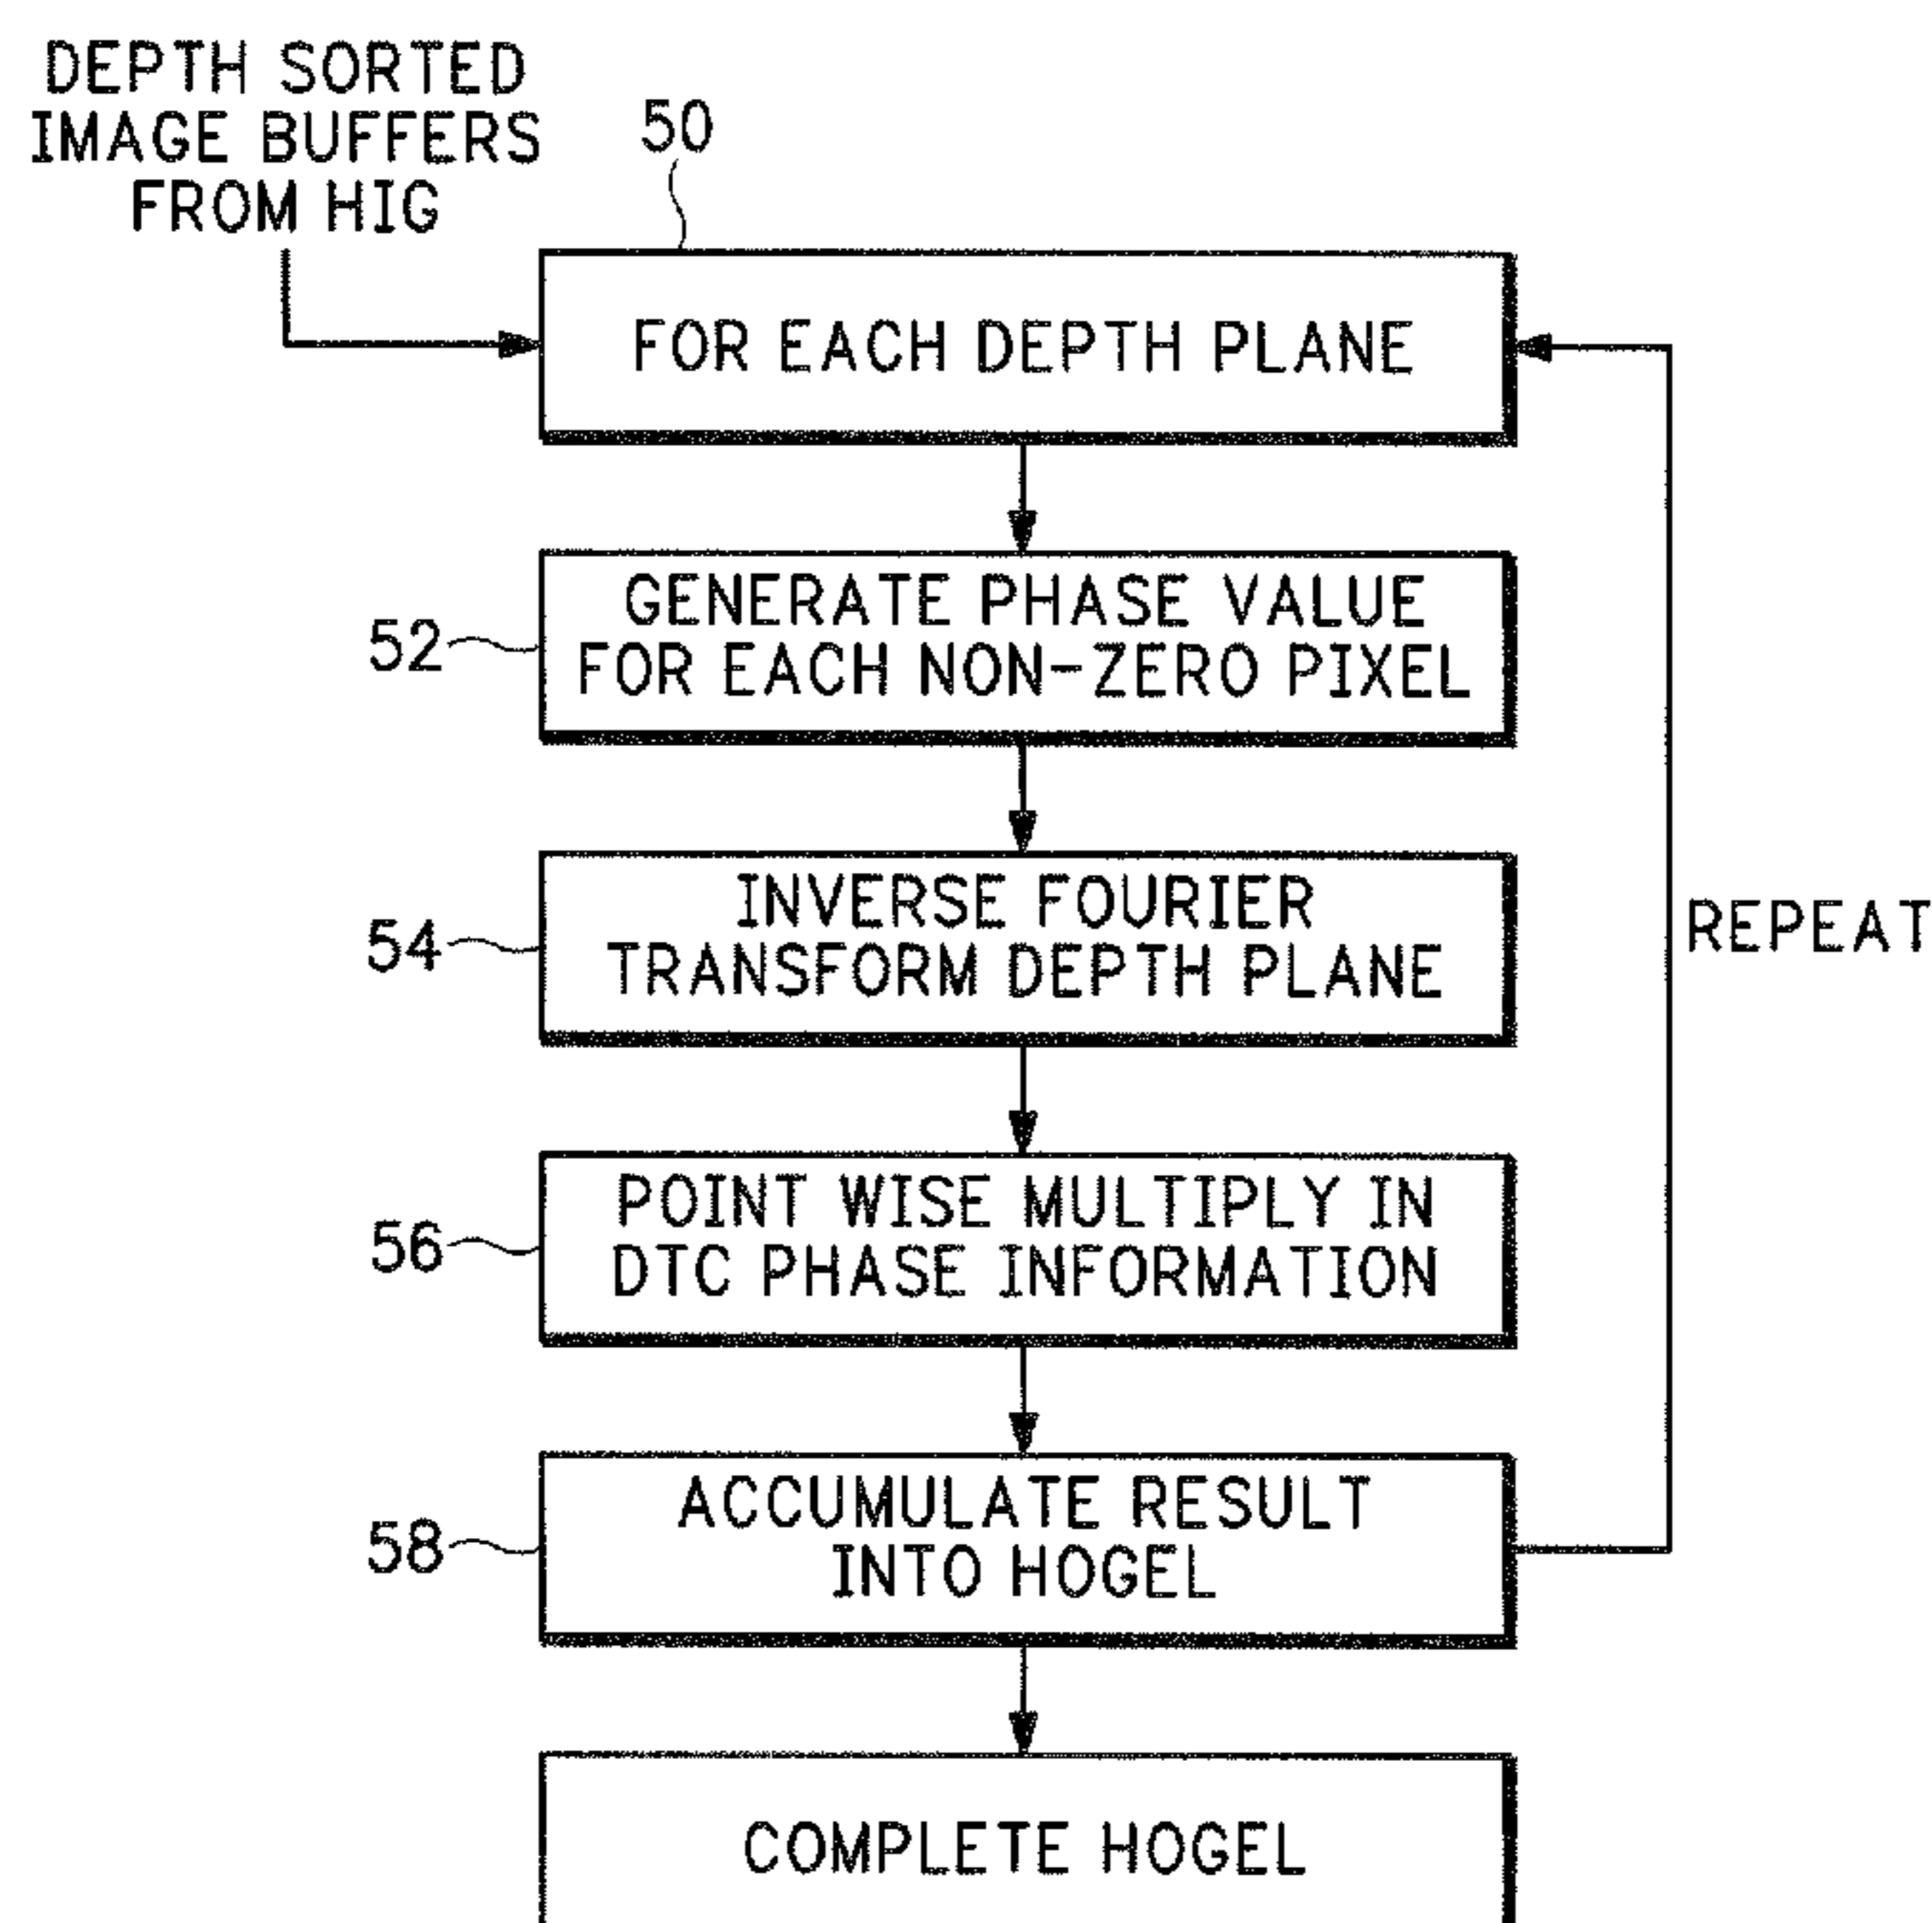 DEPTH SORTED
IMAGE BUFFERS
FROM HIG
50
FOR EACH DEPTH PLANE
52
GENERATE PHASE VALUE
FOR EACH NON-ZERO PIXEL
54
INVERSE FOURIER
TRANSFORM DEPTH PLANE
REPEAT
56
POINT WISE MULTIPLY IN
DTC PHASE INFORMATION
58
ACCUMULATE RESULT
INTO HOGEL
COMPLETE HOGEL